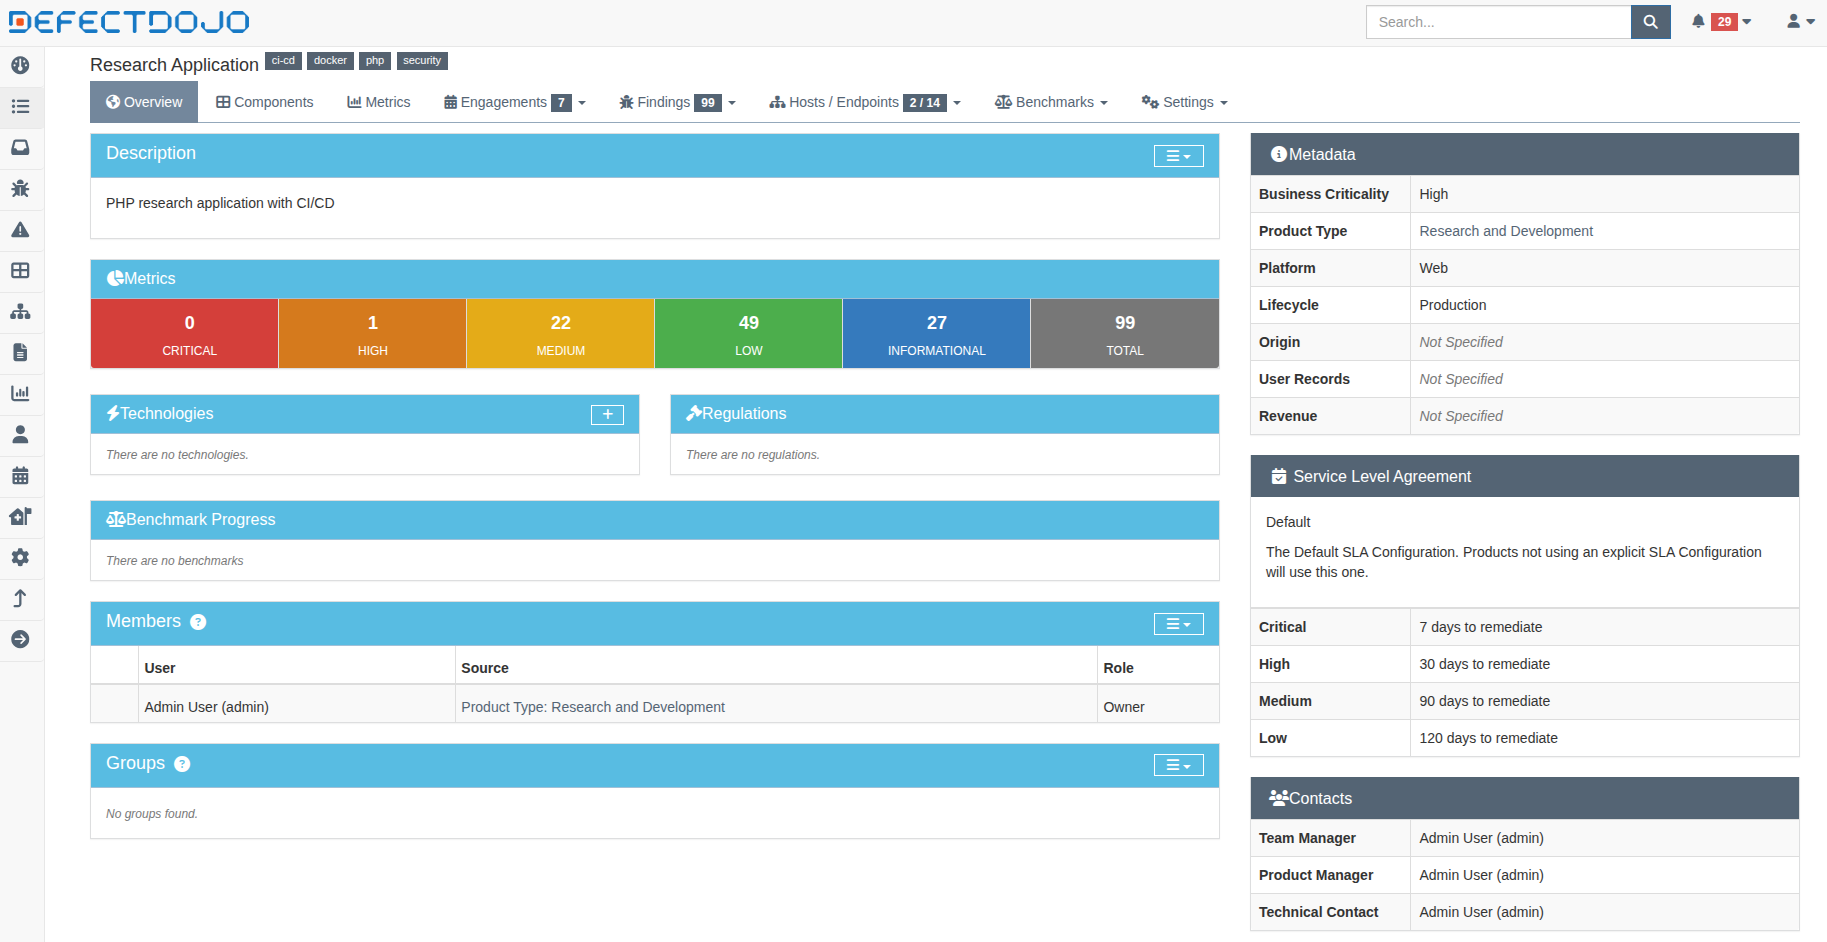 DEFECTDOJO
Search...
29
Research Application ci-cd docker php security
Overview Components Metrics Engagements 7 Findings 99 Hosts / Endpoints 2 / 14 Benchmarks Settings
Description
PHP research application with CI/CD
Metrics
0 1 22 49 27 99
CRITICAL HIGH MEDIUM LOW INFORMATIONAL TOTAL
Technologies
There are no technologies.
Regulations
There are no regulations.
Benchmark Progress
There are no benchmarks
Members ?
User Source Role
Admin User (admin) Product Type: Research and Development Owner
Groups ?
No groups found.
Metadata
Business Criticality High
Product Type Research and Development
Platform Web
Lifecycle Production
Origin Not Specified
User Records Not Specified
Revenue Not Specified
Service Level Agreement
Default
The Default SLA Configuration. Products not using an explicit SLA Configuration
will use this one.
Critical 7 days to remediate
High 30 days to remediate
Medium 90 days to remediate
Low 120 days to remediate
Contacts
Team Manager Admin User (admin)
Product Manager Admin User (admin)
Technical Contact Admin User (admin)